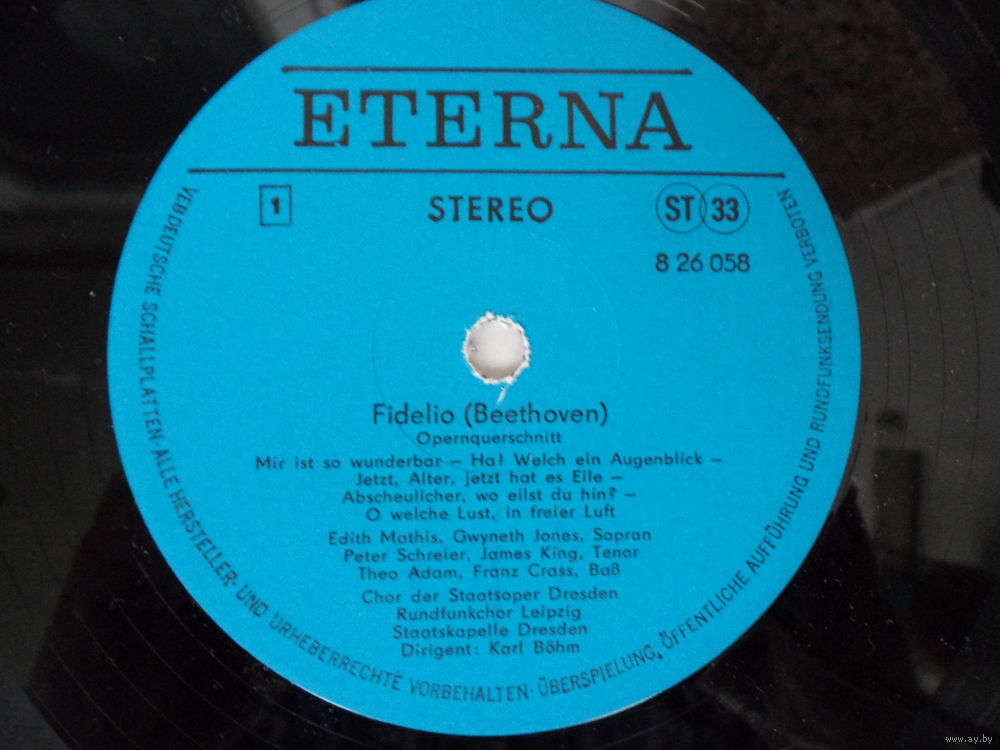 ETERNA
1
STEREO
ST 33
8 26 058
Fidelio (Beethoven)
Opernquerschnitt
Mir ist so wunderbar – Ha! Welch ein Augenblick –
Jetzt, Alter, jetzt hat es Eile –
Abscheulicher, wo eilst du hin? –
O welche Lust, in freier Luft
Edith Mathis, Gwyneth Jones, Sopran
Peter Schreier, James King, Tenor
Theo Adam, Franz Crass, Baß
Chor der Staatsoper Dresden
Rundfunkchor Leipzig
Staatskapelle Dresden
Dirigent: Karl Böhm
VEB DEUTSCHE SCHALLPLATTEN · ALLE HERSTELLER- UND URHEBERRECHTE VORBEHALTEN · ÜBERSPIELUNG, ÖFFENTLICHE AUFFÜHRUNG UND RUNDFUNKSENDUNG VERBOTEN
www.ay.by